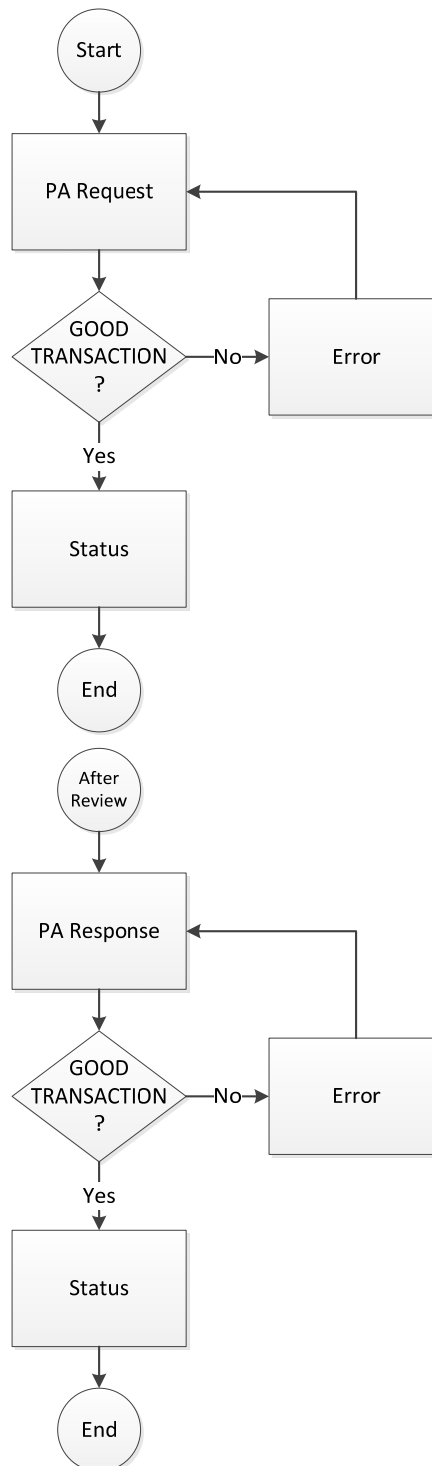 Start
PA Request
GOOD
TRANSACTION
?
No
Error
Yes
Status
End
After
Review
PA Response
GOOD
TRANSACTION
?
No
Error
Yes
Status
End